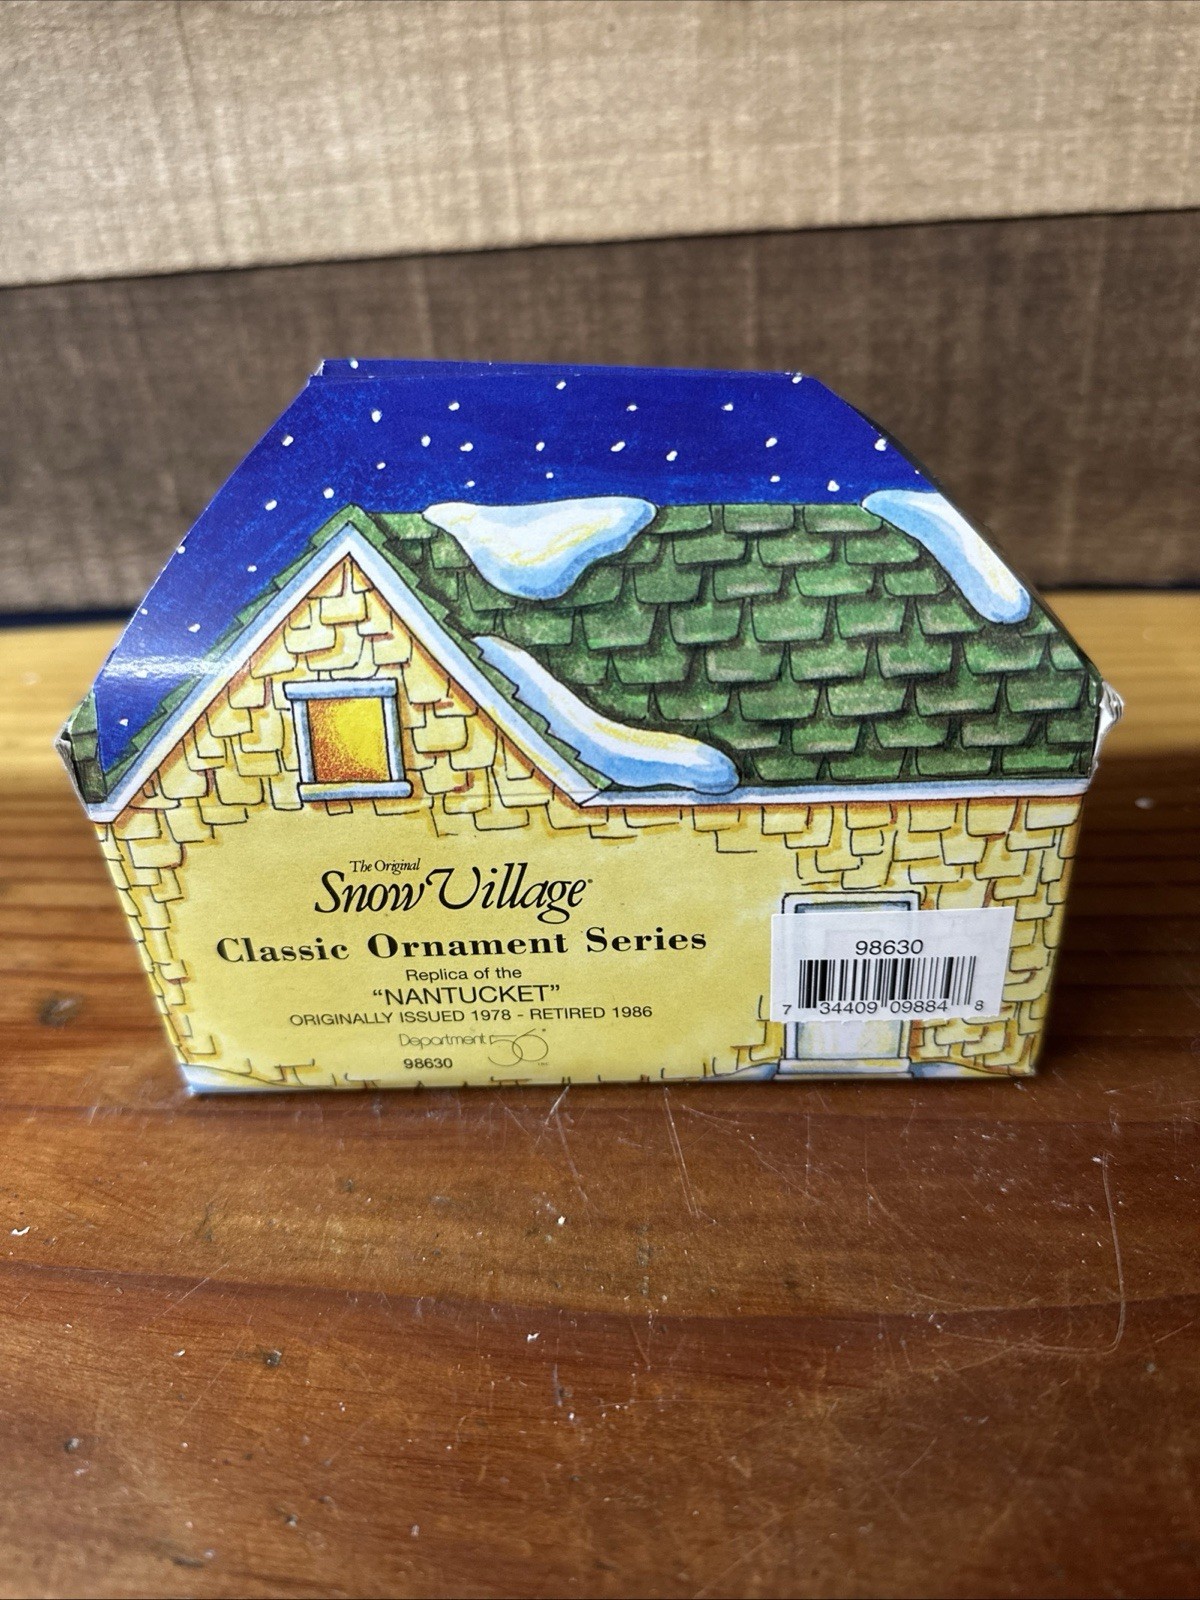 The Original
Snow Village®
Classic Ornament Series
Replica of the
“NANTUCKET”
ORIGINALLY ISSUED 1978 - RETIRED 1986
Department 56®
98630
98630
7 34409 09884 8